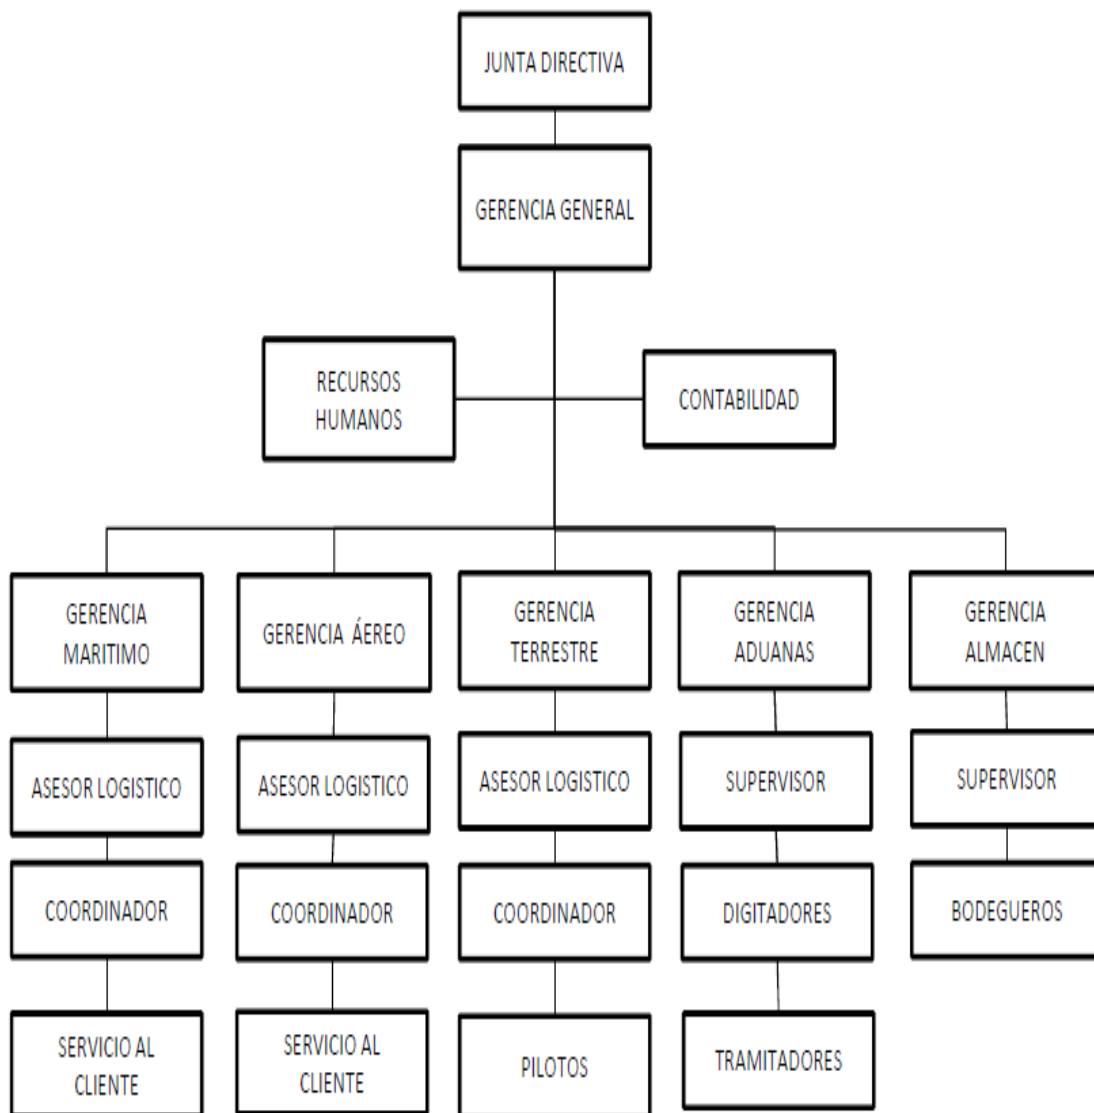 JUNTA DIRECTIVA
GERENCIA GENERAL
RECURSOS
HUMANOS
CONTABILIDAD
GERENCIA
MARITIMO
GERENCIA ÁEREO
GERENCIA
TERRESTRE
GERENCIA
ADUANAS
GERENCIA
ALMACEN
ASESOR LOGISTICO
ASESOR LOGISTICO
ASESOR LOGISTICO
SUPERVISOR
SUPERVISOR
COORDINADOR
COORDINADOR
COORDINADOR
DIGITADORES
BODEGUEROS
SERVICIO AL
CLIENTE
SERVICIO AL
CLIENTE
PILOTOS
TRAMITADORES